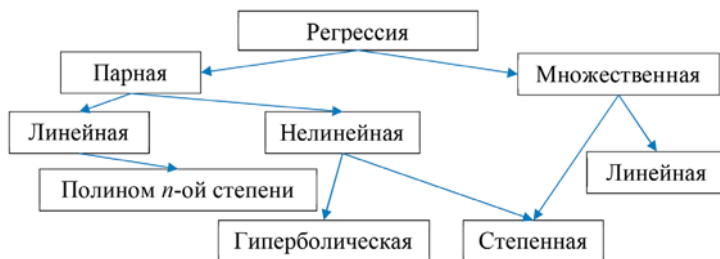 Регрессия
Парная
Множественная
Линейная
Нелинейная
Линейная
Полином n-ой степени
Гиперболическая
Степенная